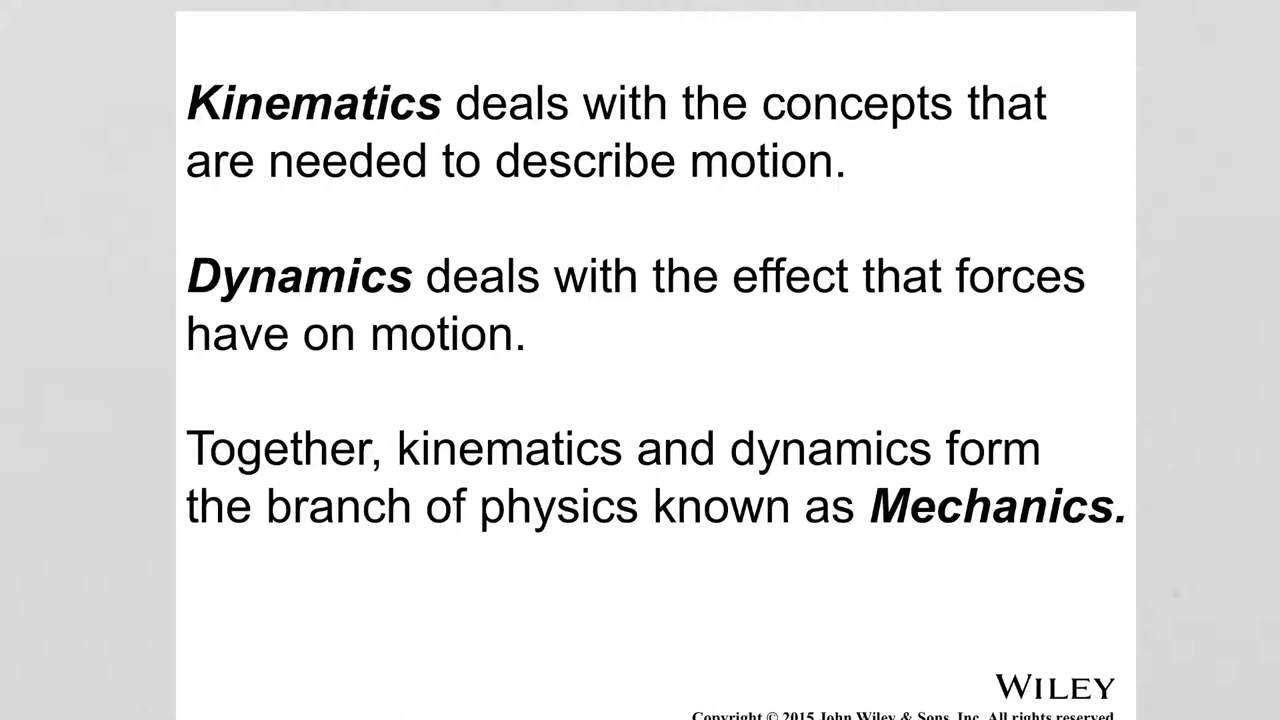 Kinematics deals with the concepts that
are needed to describe motion.
Dynamics deals with the effect that forces
have on motion.
Together, kinematics and dynamics form
the branch of physics known as Mechanics.
WILEY
Copyright © 2015 John Wiley & Sons, Inc. All rights reserved.